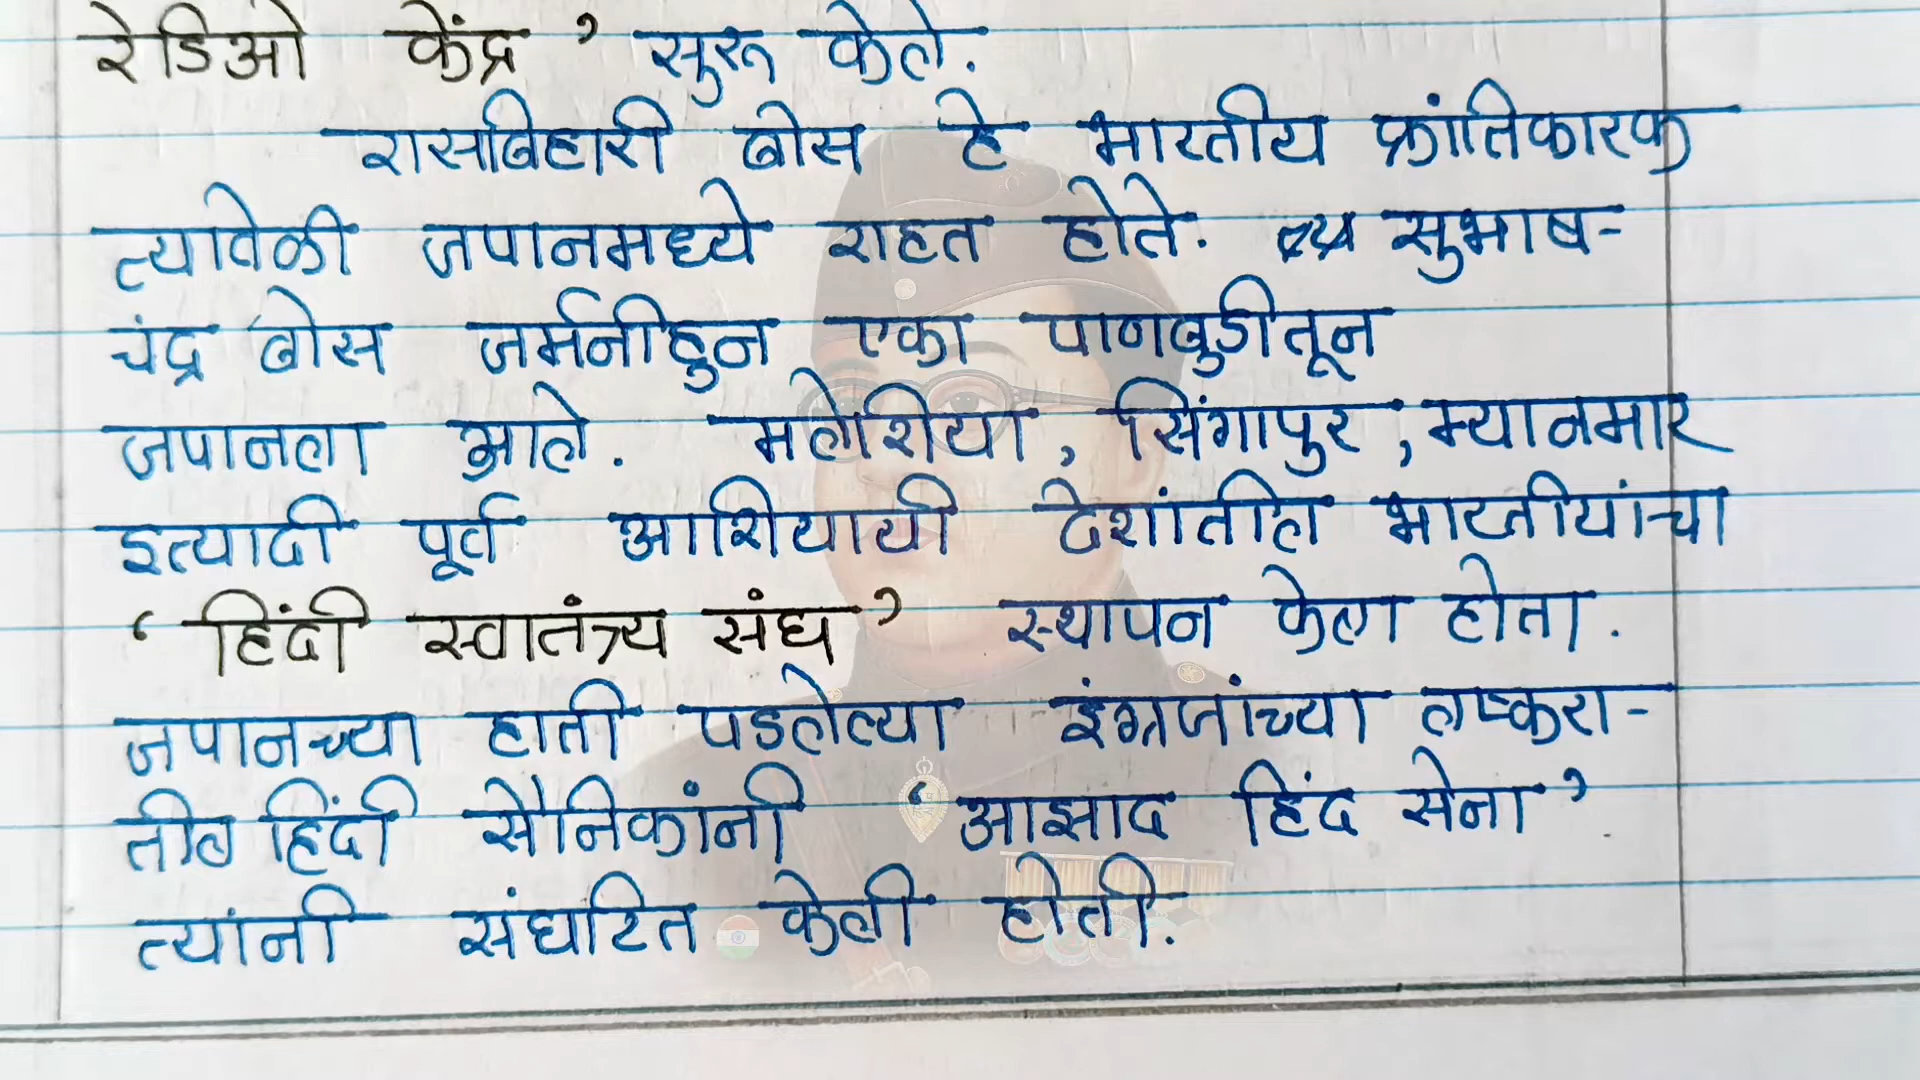 रेडिओ केंद्र ’ सुरू केले.
रासबिहारी बोस हे भारतीय क्रांतिकारक
त्यावेळी जपानमध्ये राहत होते. सुभाष-
चंद्र बोस जर्मनीहुन एका पाणबुडीतून
जपानला आले. मलेशिया, सिंगापुर, म्यानमार
इत्यादी पूर्व आशियायी देशांतील भारतीयांचा
‘ हिंदी स्वातंत्र्य संघ ’ स्थापन केला होता.
जपानच्या हाती पडलेल्या इंग्रजांच्या लष्करा-
तील हिंदी सैनिकांनी ‘ आझाद हिंद सेना ’
त्यांनी संघटित केली होती.